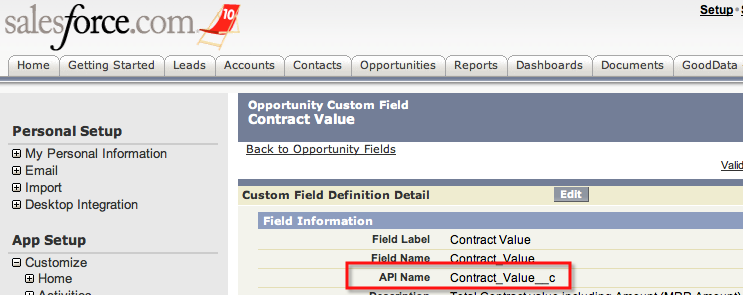 salesforce.com 10
Setup
Home Getting Started Leads Accounts Contacts Opportunities Reports Dashboards Documents GoodData
Personal Setup
My Personal Information
Email
Import
Desktop Integration
App Setup
Customize
Home
Activities
Opportunity Custom Field
Contract Value
Back to Opportunity Fields
Valid
Custom Field Definition Detail Edit
Field Information
Field Label Contract Value
Field Name Contract_Value
API Name Contract_Value__c
Description Total Contract value including Amount (MRR Amount)